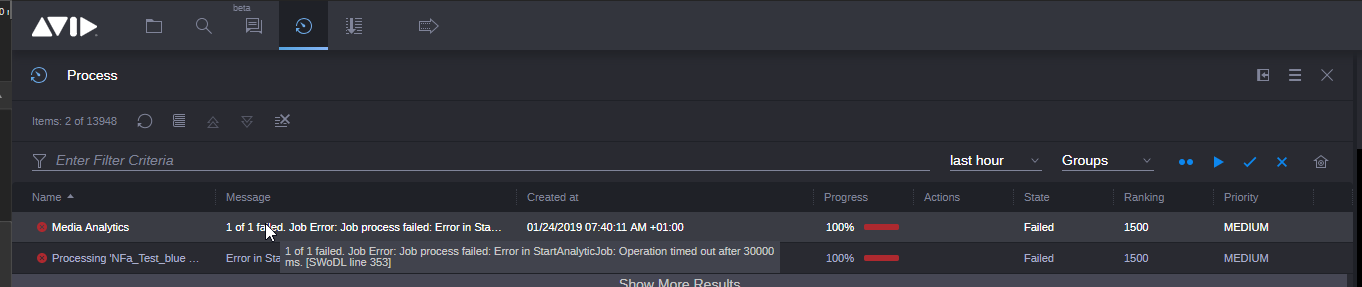 beta
AVID
Process
Items: 2 of 13948
Enter Filter Criteria last hour Groups
Name Message Created at Progress Actions State Ranking Priority
Media Analytics 1 of 1 failed. Job Error: Job process failed: Error in Sta... 01/24/2019 07:40:11 AM +01:00 100% Failed 1500 MEDIUM
Processing 'NFa_Test_blue ... Error in Sta 100% Failed 1500 MEDIUM
1 of 1 failed. Job Error: Job process failed: Error in StartAnalyticJob: Operation timed out after 30000
ms. [SWoDL line 353]
Show More Results